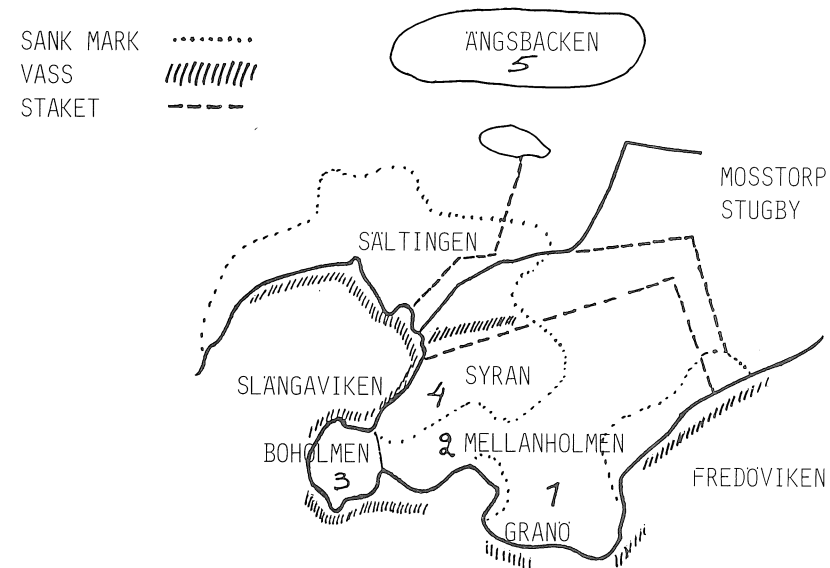 SANK MARK
VASS
STAKET
ÄNGSBACKEN
5
MOSSTORP
STUGBY
SÄLTINGEN
SLÄNGAVIKEN
4 SYRAN
BOHOLMEN
3
2 MELLANHOLMEN
1
FREDÖVIKEN
GRANÖ